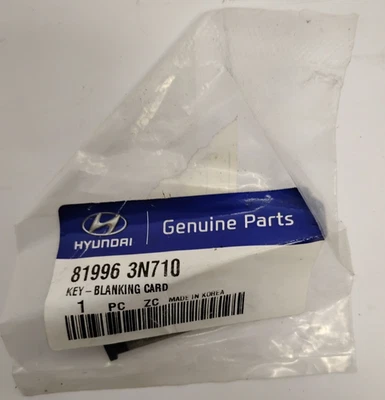 HYUNDAI
Genuine Parts
81996 3N710
KEY-BLANKING CARD
1 PC ZC MADE IN KOREA